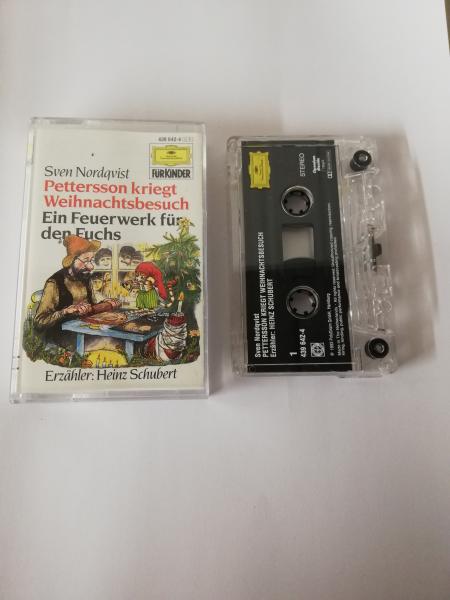 439 642-4
FÜR KINDER
Sven Nordqvist
Pettersson kriegt
Weihnachtsbesuch
Ein Feuerwerk für
den Fuchs
Erzähler: Heinz Schubert
STEREO
Sven Nordqvist
PETTERSSON KRIEGT WEIHNACHTSBESUCH
Erzähler: HEINZ SCHUBERT
1
439 642-4